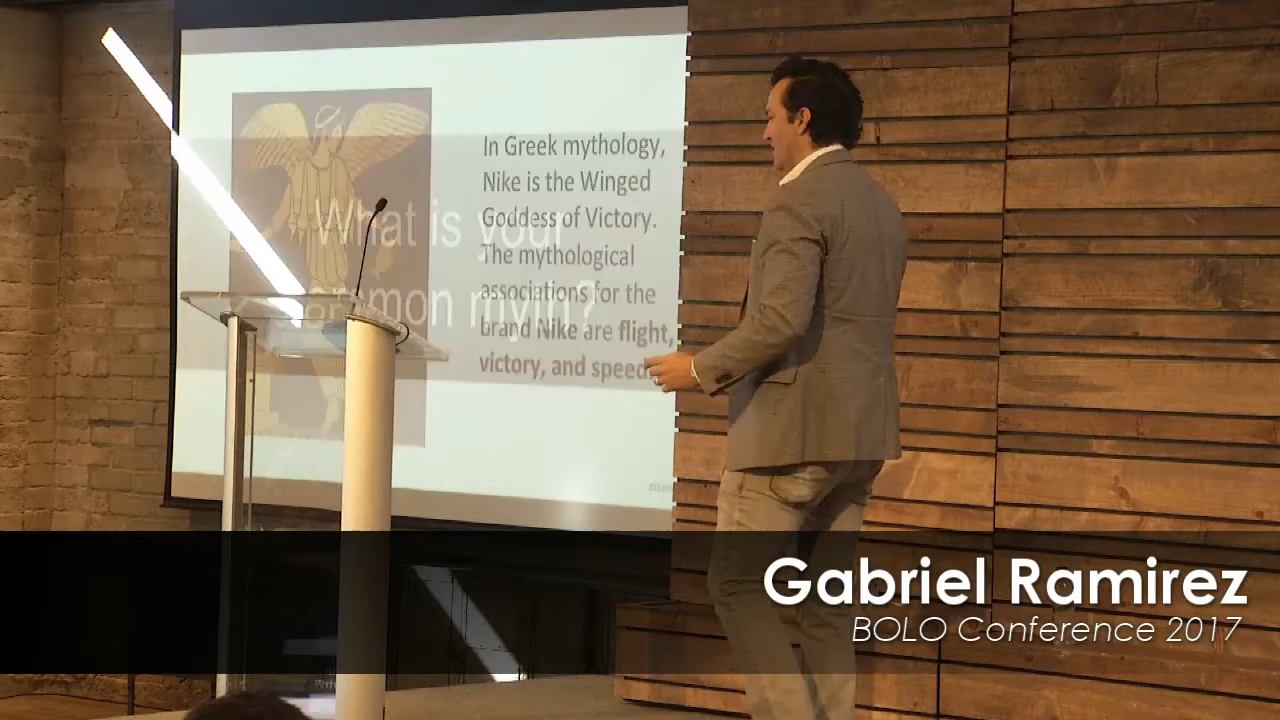 In Greek mythology,
Nike is the Winged
Goddess of Victory.
The mythological
associations for the
brand Nike are flight,
victory, and speed
What is your
common myth?
Gabriel Ramirez
BOLO Conference 2017